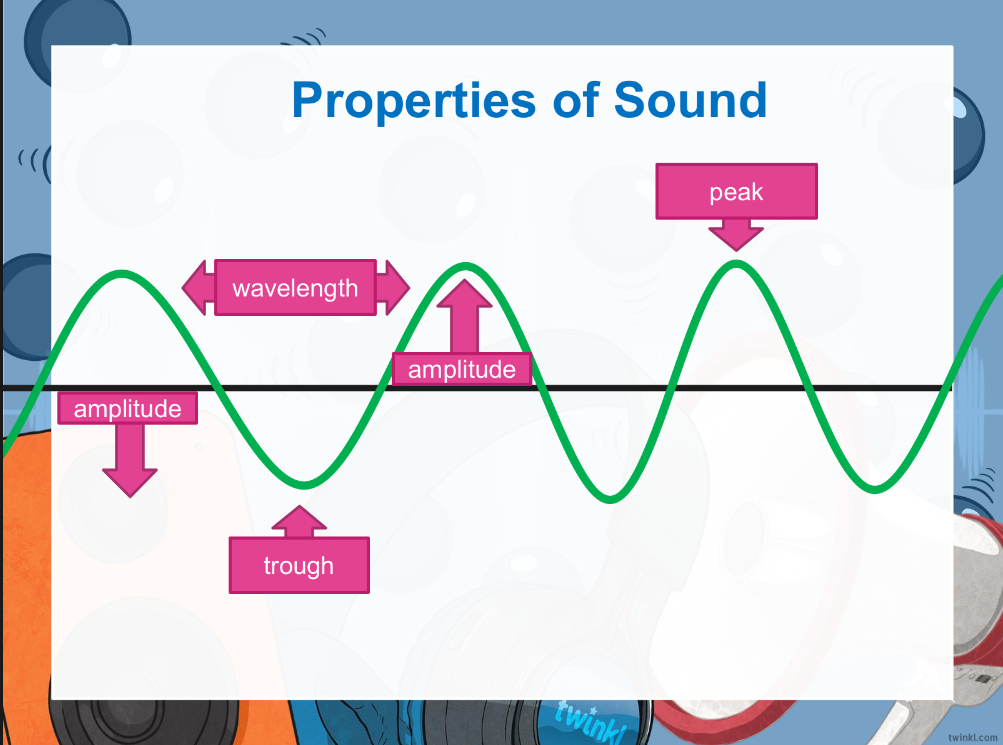 Properties of Sound
peak
wavelength
amplitude
amplitude
trough
twinkl
twinkl.com